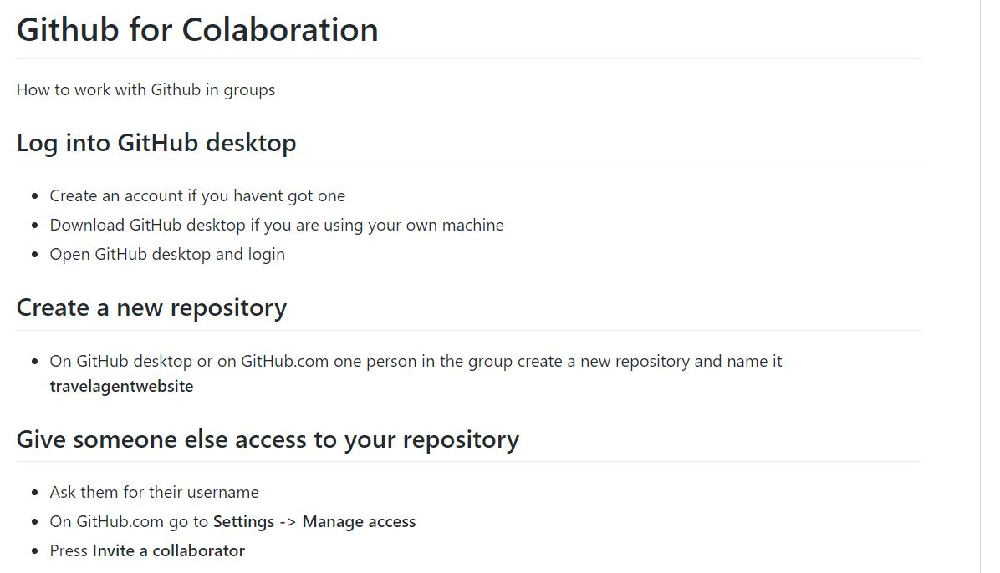 Github for Colaboration
How to work with Github in groups
Log into GitHub desktop
Create an account if you havent got one
Download GitHub desktop if you are using your own machine
Open GitHub desktop and login
Create a new repository
On GitHub desktop or on GitHub.com one person in the group create a new repository and name it
travelagentwebsite
Give someone else access to your repository
Ask them for their username
On GitHub.com go to Settings -> Manage access
Press Invite a collaborator